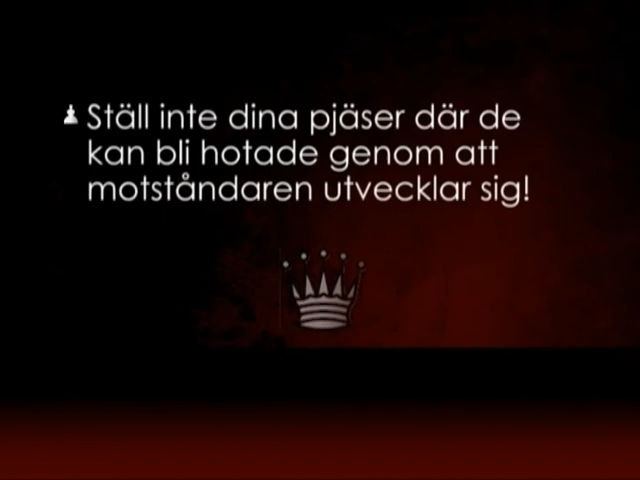 Ställ inte dina pjäser där de
kan bli hotade genom att
motståndaren utvecklar sig!